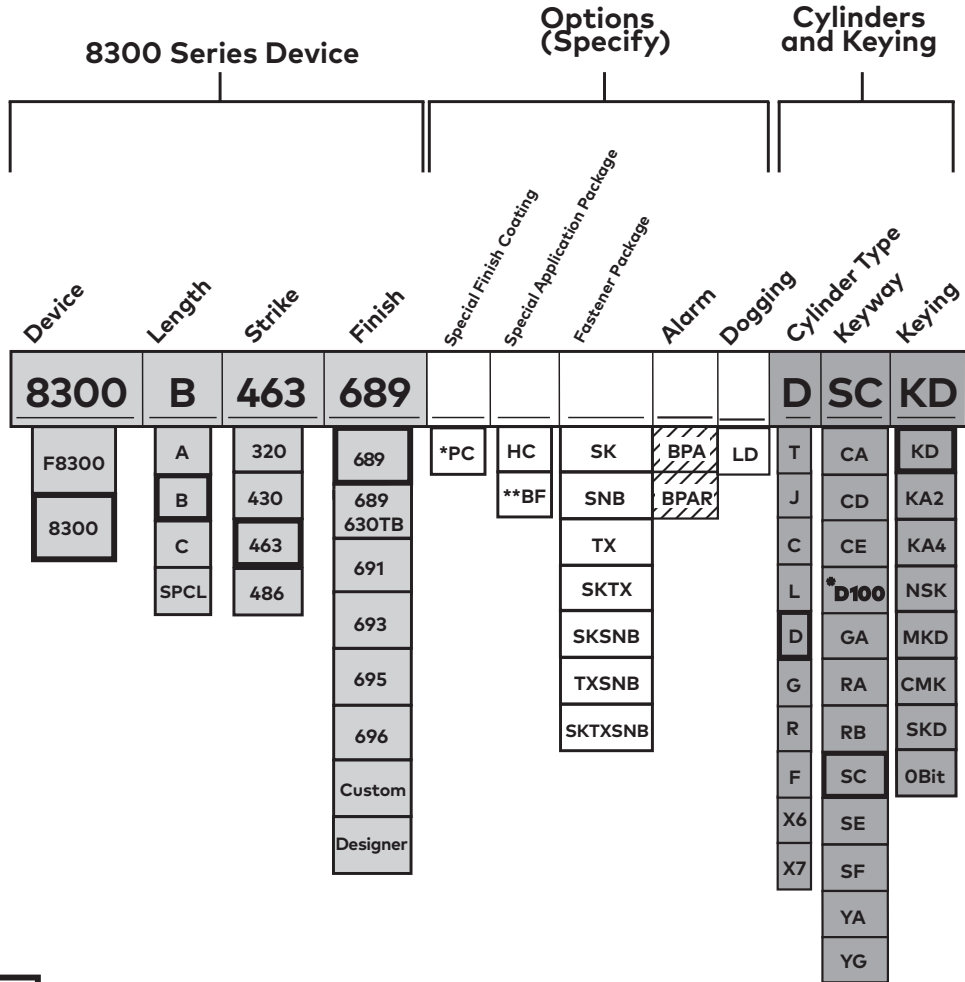 8300 Series Device
Options
(Specify)
Cylinders
and Keying
Device
Length
Strike
Finish
Special Finish Coating
Special Application Package
Fastener Package
Alarm
Dogging
Cylinder Type
Keyway
Keying
8300 B 463 689 D SC KD
F8300
8300
A
B
C
SPCL
320
430
463
486
689
689
630TB
691
693
695
696
Custom
Designer
*PC
HC
**BF
SK
SNB
TX
SKTX
SKSNB
TXSNB
SKTXSNB
BPA
BPAR
LD
T
J
C
L
D
G
R
F
X6
X7
CA
CD
CE
*D100
GA
RA
RB
SC
SE
SF
YA
YG
KD
KA2
KA4
NSK
MKD
CMK
SKD
0Bit